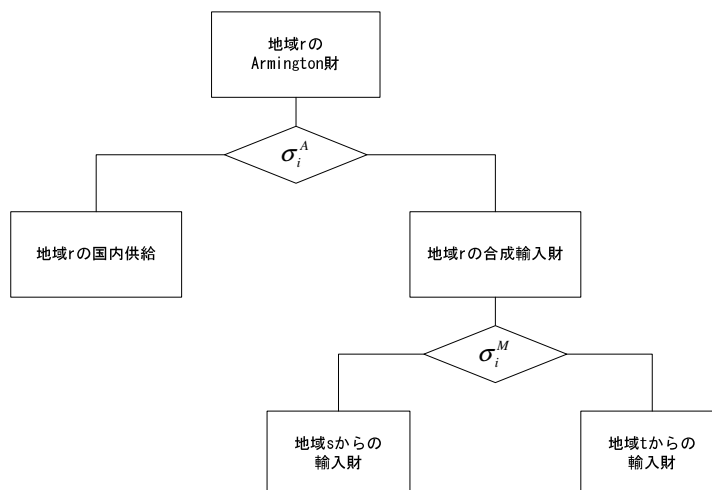 地域rの
Armington財
σ_i^A
地域rの国内供給
地域rの合成輸入財
σ_i^M
地域sからの
輸入財
地域tからの
輸入財